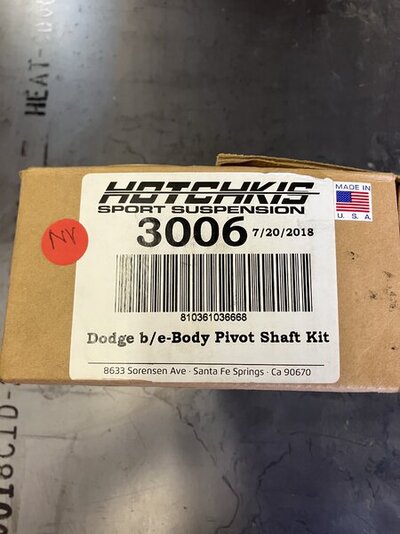 HEAT-
HOTCHKIS
SPORT SUSPENSION
MADE IN
U. S. A.
3006 7/20/2018
810361036668
Dodge b/e-Body Pivot Shaft Kit
8633 Sorensen Ave · Santa Fe Springs · Ca 90670